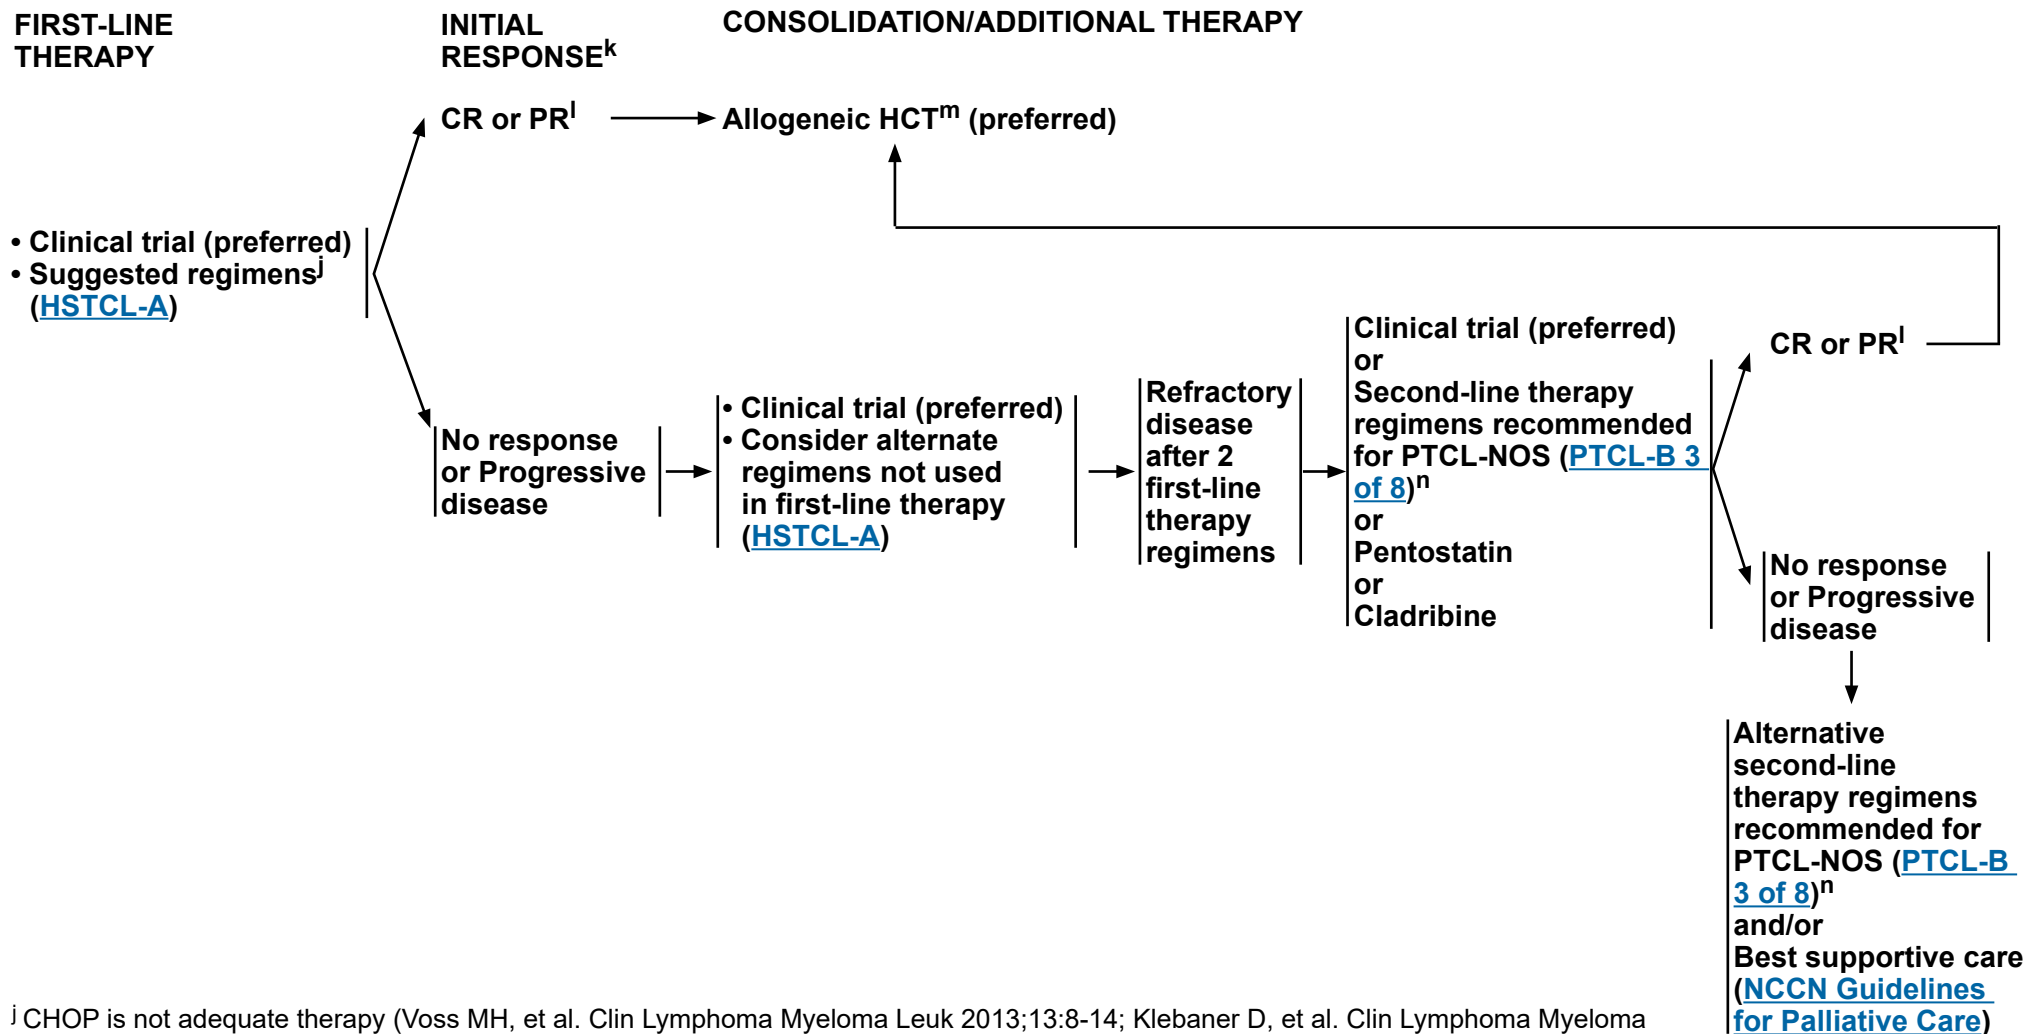 FIRST-LINE
THERAPY
INITIAL
RESPONSEᵏ
CONSOLIDATION/ADDITIONAL THERAPY
CR or PRˡ
Allogeneic HCTᵐ (preferred)
• Clinical trial (preferred)
• Suggested regimensʲ
(HSTCL-A)
No response
or Progressive
disease
• Clinical trial (preferred)
• Consider alternate
regimens not used
in first-line therapy
(HSTCL-A)
Refractory
disease
after 2
first-line
therapy
regimens
Clinical trial (preferred)
or
Second-line therapy
regimens recommended
for PTCL-NOS (PTCL-B 3
of 8)ⁿ
or
Pentostatin
or
Cladribine
CR or PRˡ
No response
or Progressive
disease
Alternative
second-line
therapy regimens
recommended for
PTCL-NOS (PTCL-B
3 of 8)ⁿ
and/or
Best supportive care
(NCCN Guidelines
for Palliative Care)
ʲ CHOP is not adequate therapy (Voss MH, et al. Clin Lymphoma Myeloma Leuk 2013;13:8-14; Klebaner D, et al. Clin Lymphoma Myeloma